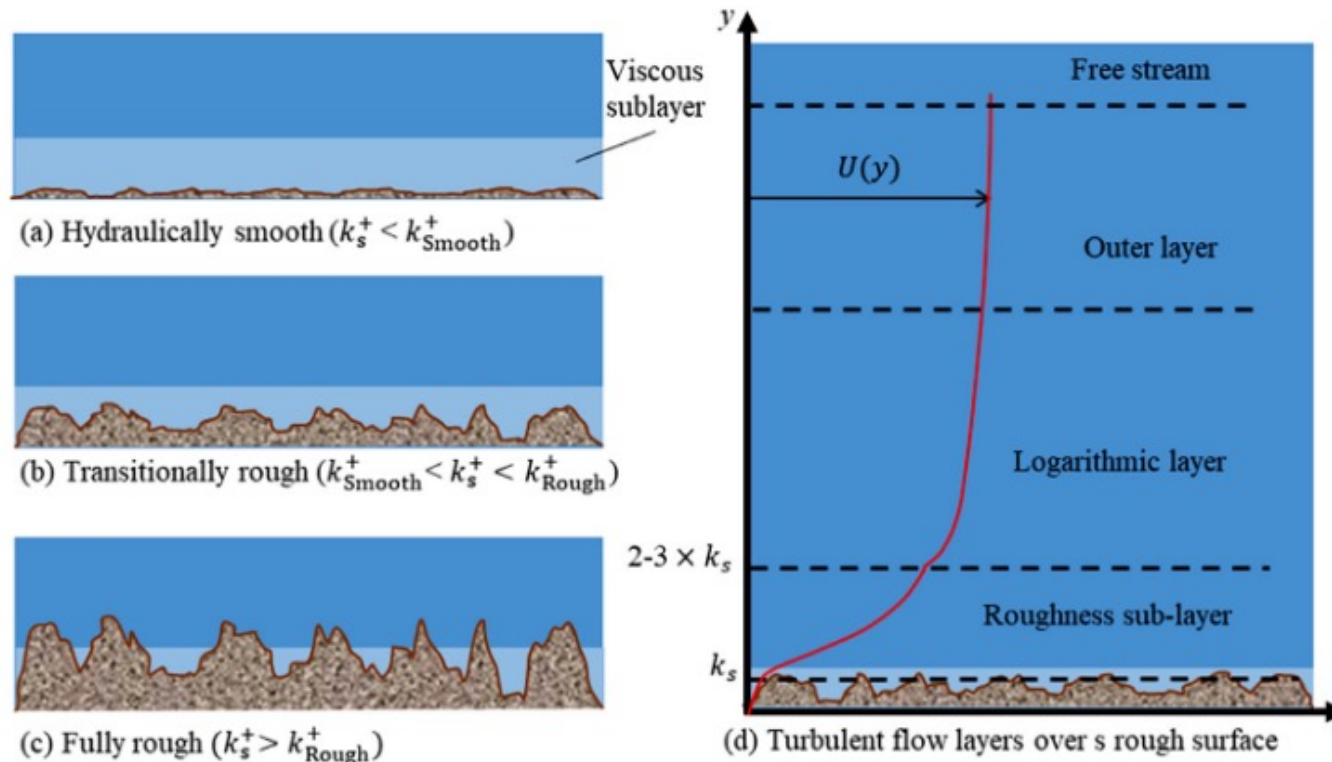 Viscous
sublayer
(a) Hydraulically smooth (k_s^+ < k_Smooth^+)
(b) Transitionally rough (k_Smooth^+ < k_s^+ < k_Rough^+)
(c) Fully rough (k_s^+ > k_Rough^+)
y
Free stream
U(y)
Outer layer
Logarithmic layer
2-3 × k_s
Roughness sub-layer
k_s
(d) Turbulent flow layers over s rough surface